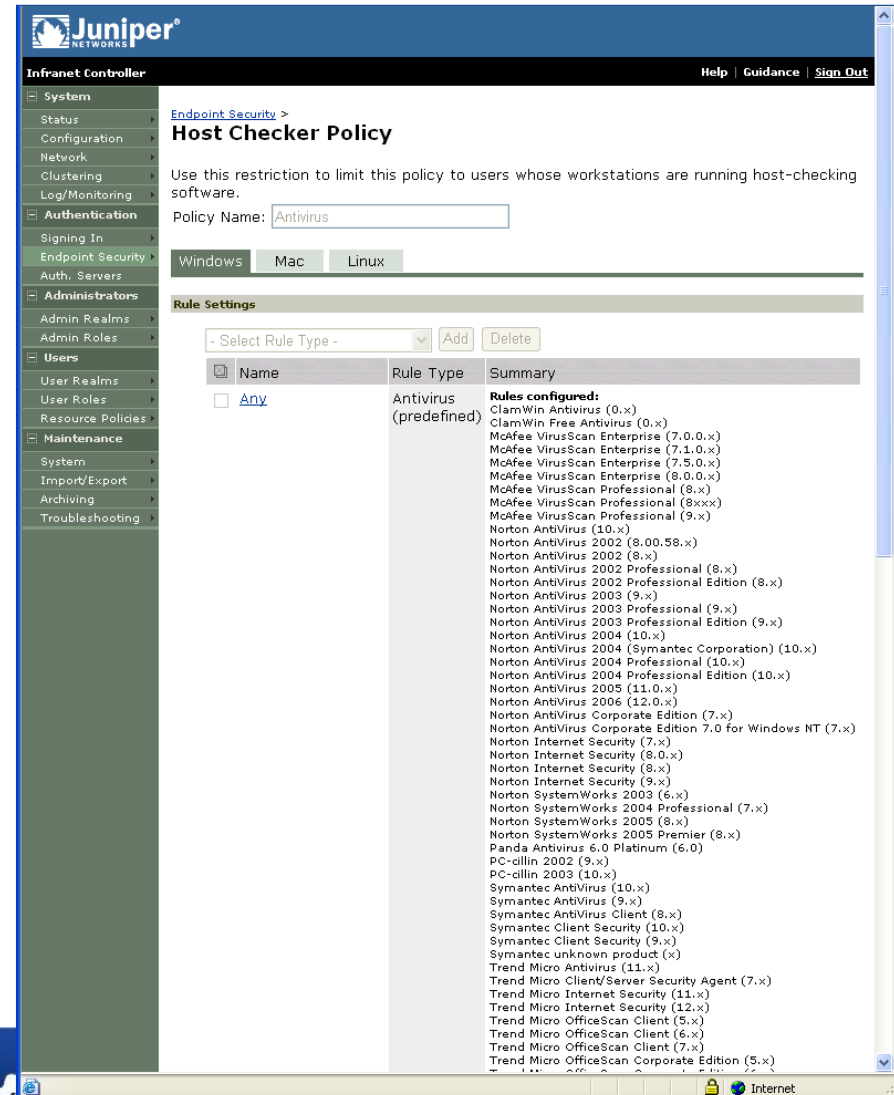 Juniper®
NETWORKS
Infranet Controller
Help | Guidance | Sign Out
System
Status
Configuration
Network
Clustering
Log/Monitoring
Authentication
Signing In
Endpoint Security
Auth. Servers
Administrators
Admin Realms
Admin Roles
Users
User Realms
User Roles
Resource Policies
Maintenance
System
Import/Export
Archiving
Troubleshooting
Endpoint Security >
Host Checker Policy
Use this restriction to limit this policy to users whose workstations are running host-checking
software.
Policy Name: Antivirus
Windows Mac Linux
Rule Settings
- Select Rule Type - Add Delete
Name Rule Type Summary
Any
Antivirus
(predefined)
Rules configured:
ClamWin Antivirus (0.x)
ClamWin Free Antivirus (0.x)
McAfee VirusScan Enterprise (7.0.0.x)
McAfee VirusScan Enterprise (7.1.0.x)
McAfee VirusScan Enterprise (7.5.0.x)
McAfee VirusScan Enterprise (8.0.0.x)
McAfee VirusScan Professional (8.x)
McAfee VirusScan Professional (8xxx)
McAfee VirusScan Professional (9.x)
Norton AntiVirus (10.x)
Norton AntiVirus 2002 (8.00.58.x)
Norton AntiVirus 2002 (8.x)
Norton AntiVirus 2002 Professional (8.x)
Norton AntiVirus 2002 Professional Edition (8.x)
Norton AntiVirus 2003 (9.x)
Norton AntiVirus 2003 Professional (9.x)
Norton AntiVirus 2003 Professional Edition (9.x)
Norton AntiVirus 2004 (10.x)
Norton AntiVirus 2004 (Symantec Corporation) (10.x)
Norton AntiVirus 2004 Professional (10.x)
Norton AntiVirus 2004 Professional Edition (10.x)
Norton AntiVirus 2005 (11.0.x)
Norton AntiVirus 2006 (12.0.x)
Norton AntiVirus Corporate Edition (7.x)
Norton AntiVirus Corporate Edition 7.0 for Windows NT (7.x)
Norton Internet Security (7.x)
Norton Internet Security (8.0.x)
Norton Internet Security (8.x)
Norton Internet Security (9.x)
Norton SystemWorks 2003 (6.x)
Norton SystemWorks 2004 Professional (7.x)
Norton SystemWorks 2005 (8.x)
Norton SystemWorks 2005 Premier (8.x)
Panda Antivirus 6.0 Platinum (6.0)
PC-cillin 2002 (9.x)
PC-cillin 2003 (10.x)
Symantec AntiVirus (10.x)
Symantec AntiVirus (9.x)
Symantec AntiVirus Client (8.x)
Symantec Client Security (10.x)
Symantec Client Security (9.x)
Symantec unknown product (x)
Trend Micro Antivirus (11.x)
Trend Micro Client/Server Security Agent (7.x)
Trend Micro Internet Security (11.x)
Trend Micro Internet Security (12.x)
Trend Micro OfficeScan Client (5.x)
Trend Micro OfficeScan Client (6.x)
Trend Micro OfficeScan Client (7.x)
Trend Micro OfficeScan Corporate Edition (5.x)
Internet